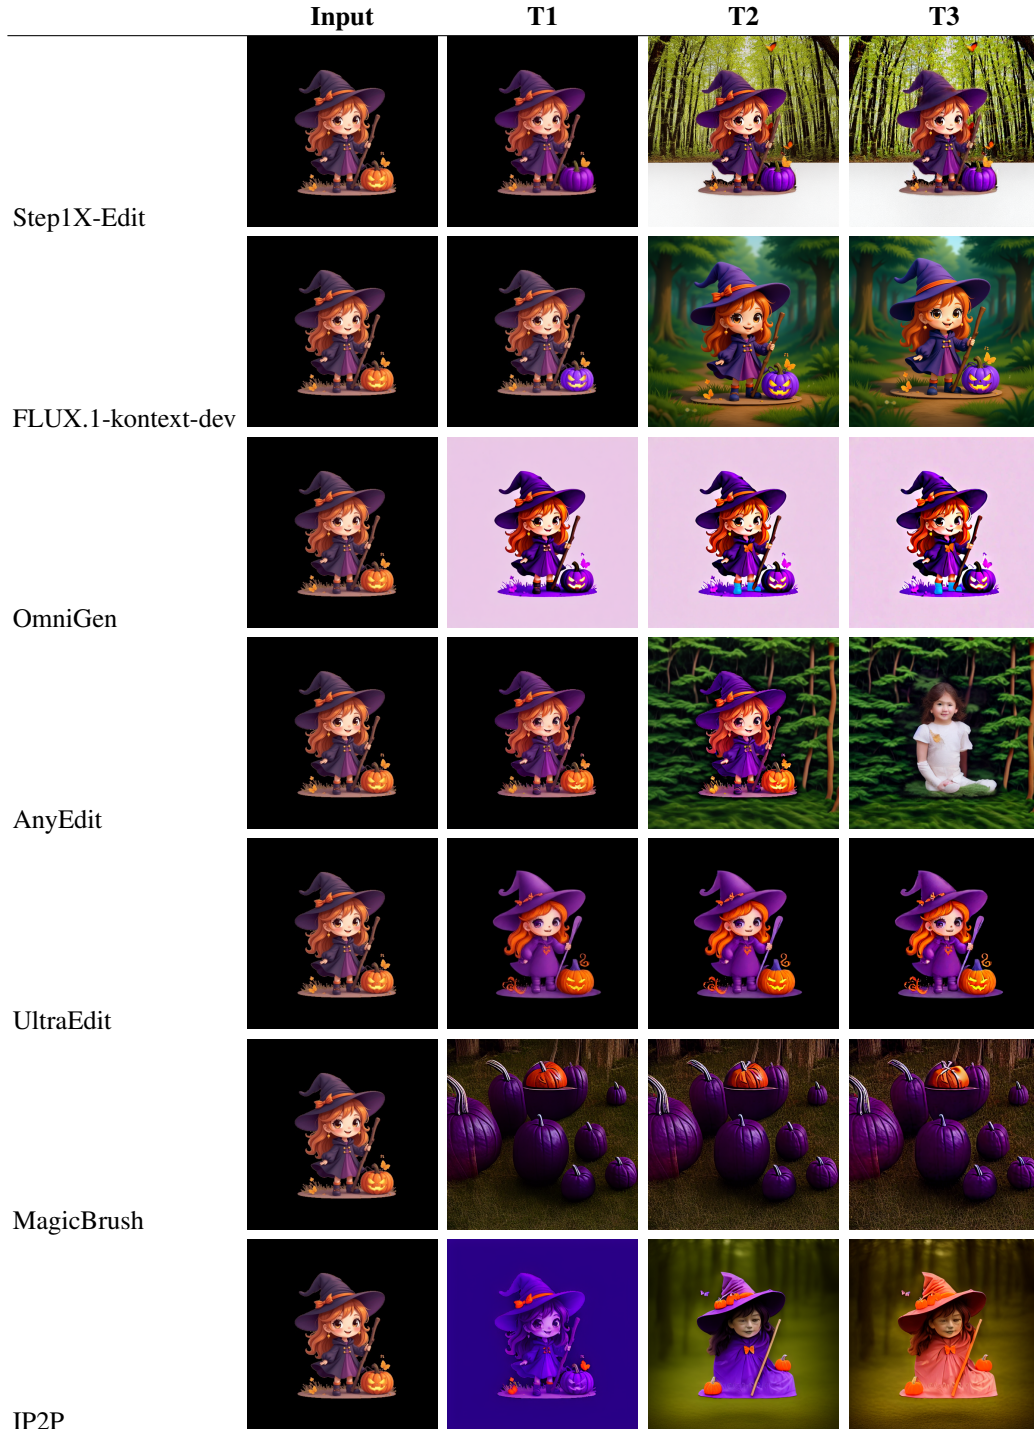 Input T1 T2 T3
Step1X-Edit
FLUX.1-kontext-dev
OmniGen
AnyEdit
UltraEdit
MagicBrush
IP2P